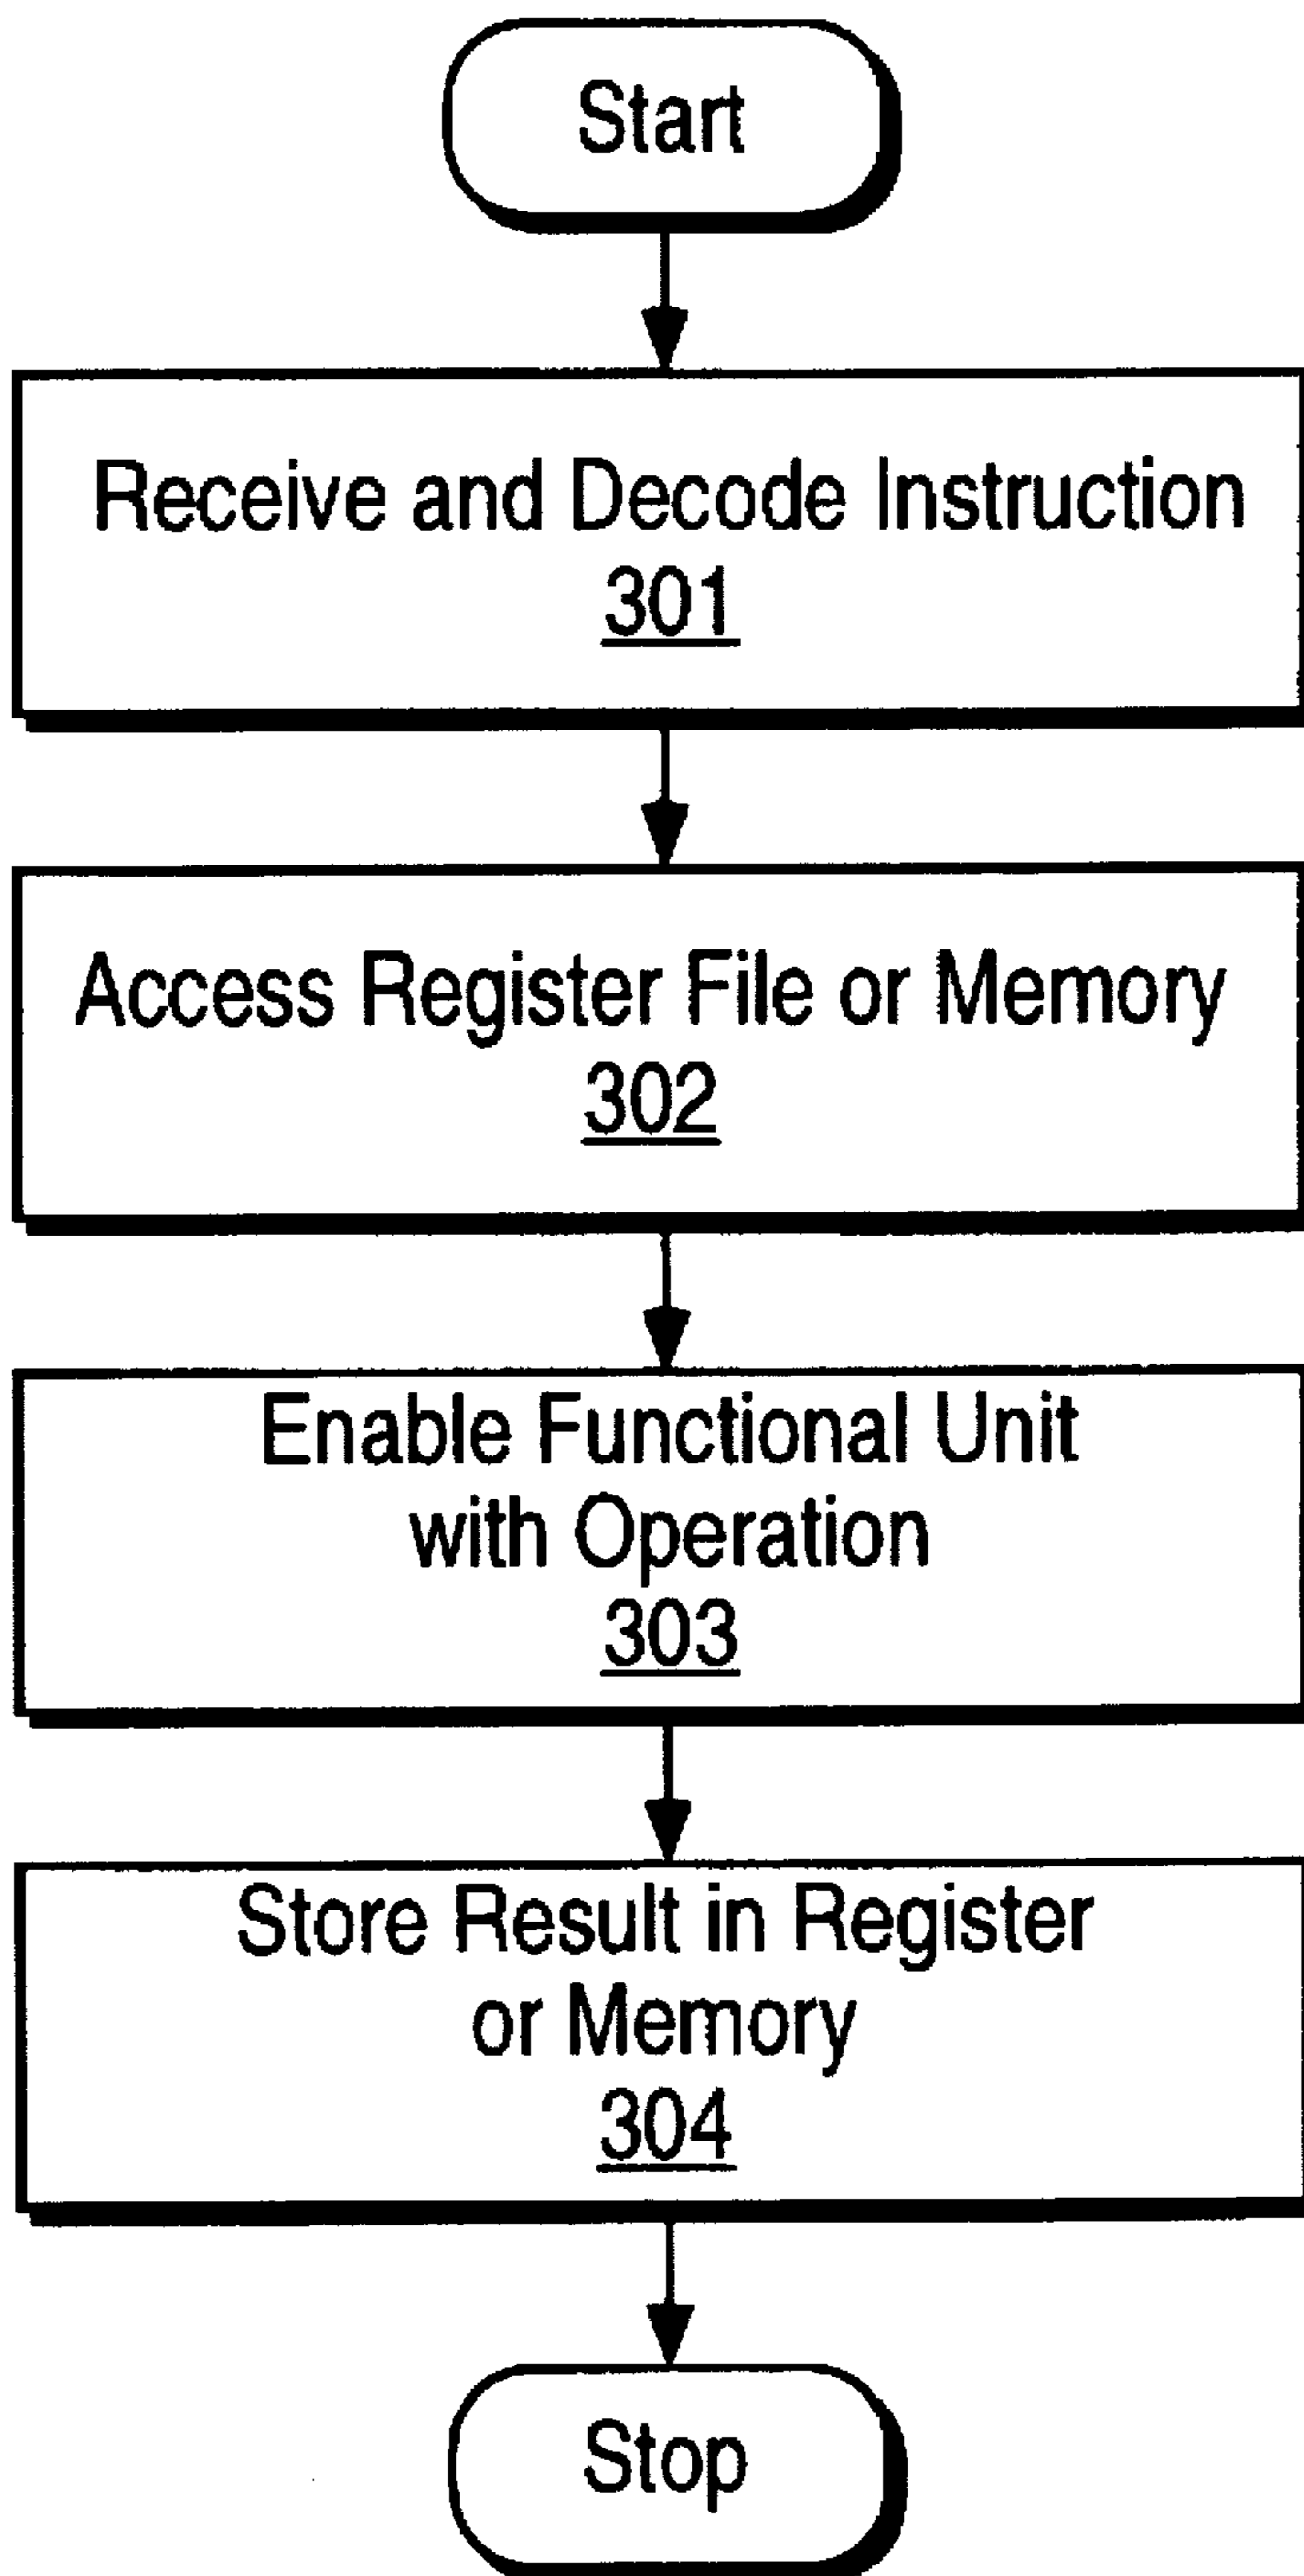 Start
Receive and Decode Instruction
301
Access Register File or Memory
302
Enable Functional Unit
with Operation
303
Store Result in Register
or Memory
304
Stop